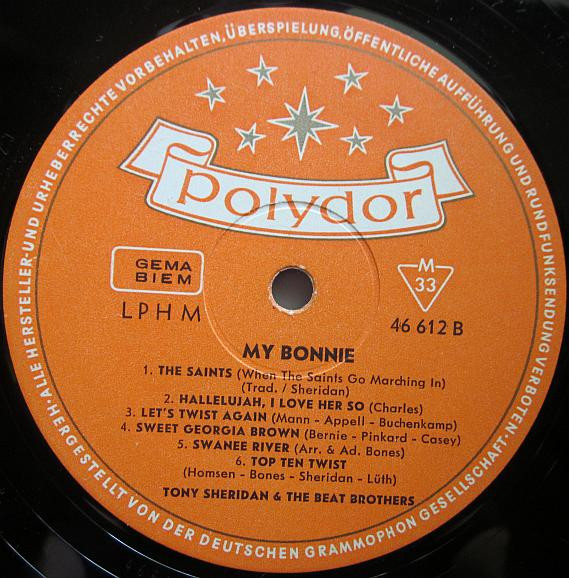 ALLE HERSTELLER- UND URHEBERRECHTE VORBEHALTEN, ÜBERSPIELUNG, ÖFFENTLICHE AUFFÜHRUNG UND RUNDFUNKSENDUNG VERBOTEN.
polydor
GEMA
BIEM
LPHM
M
33
46 612 B
MY BONNIE
1. THE SAINTS (When The Saints Go Marching In)
(Trad. / Sheridan)
2. HALLELUJAH, I LOVE HER SO (Charles)
3. LET'S TWIST AGAIN (Mann - Appell - Buchenkamp)
4. SWEET GEORGIA BROWN (Bernie - Pinkard - Casey)
5. SWANEE RIVER (Arr. & Ad. Bones)
6. TOP TEN TWIST
(Homsen - Bones - Sheridan - Lüth)
TONY SHERIDAN & THE BEAT BROTHERS
HERGESTELLT VON DER DEUTSCHEN GRAMMOPHON GESELLSCHAFT